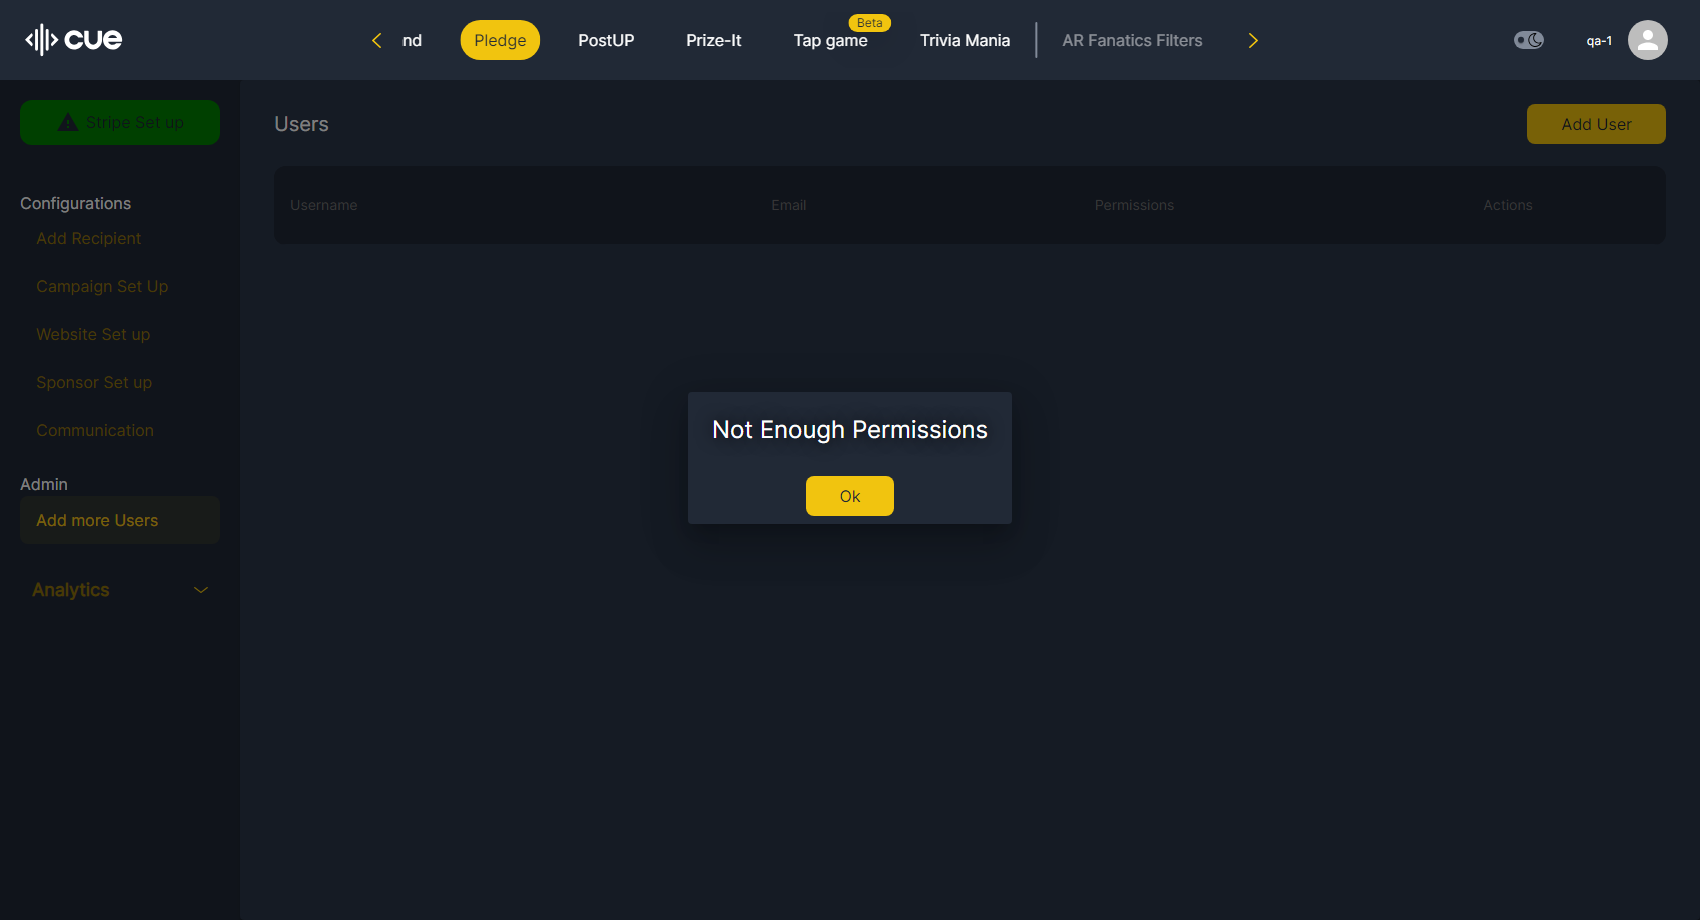 cue
nd
Pledge
PostUP
Prize-It
Tap game
Beta
Trivia Mania
AR Fanatics Filters
qa-1
Stripe Set up
Configurations
Add Recipient
Campaign Set Up
Website Set up
Sponsor Set up
Communication
Admin
Add more Users
Analytics
Users
Add User
Username Email Permissions Actions
Not Enough Permissions
Ok